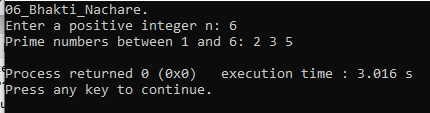 06_Bhakti_Nachare.
Enter a positive integer n: 6
Prime numbers between 1 and 6: 2 3 5
Process returned 0 (0x0)   execution time : 3.016 s
Press any key to continue.